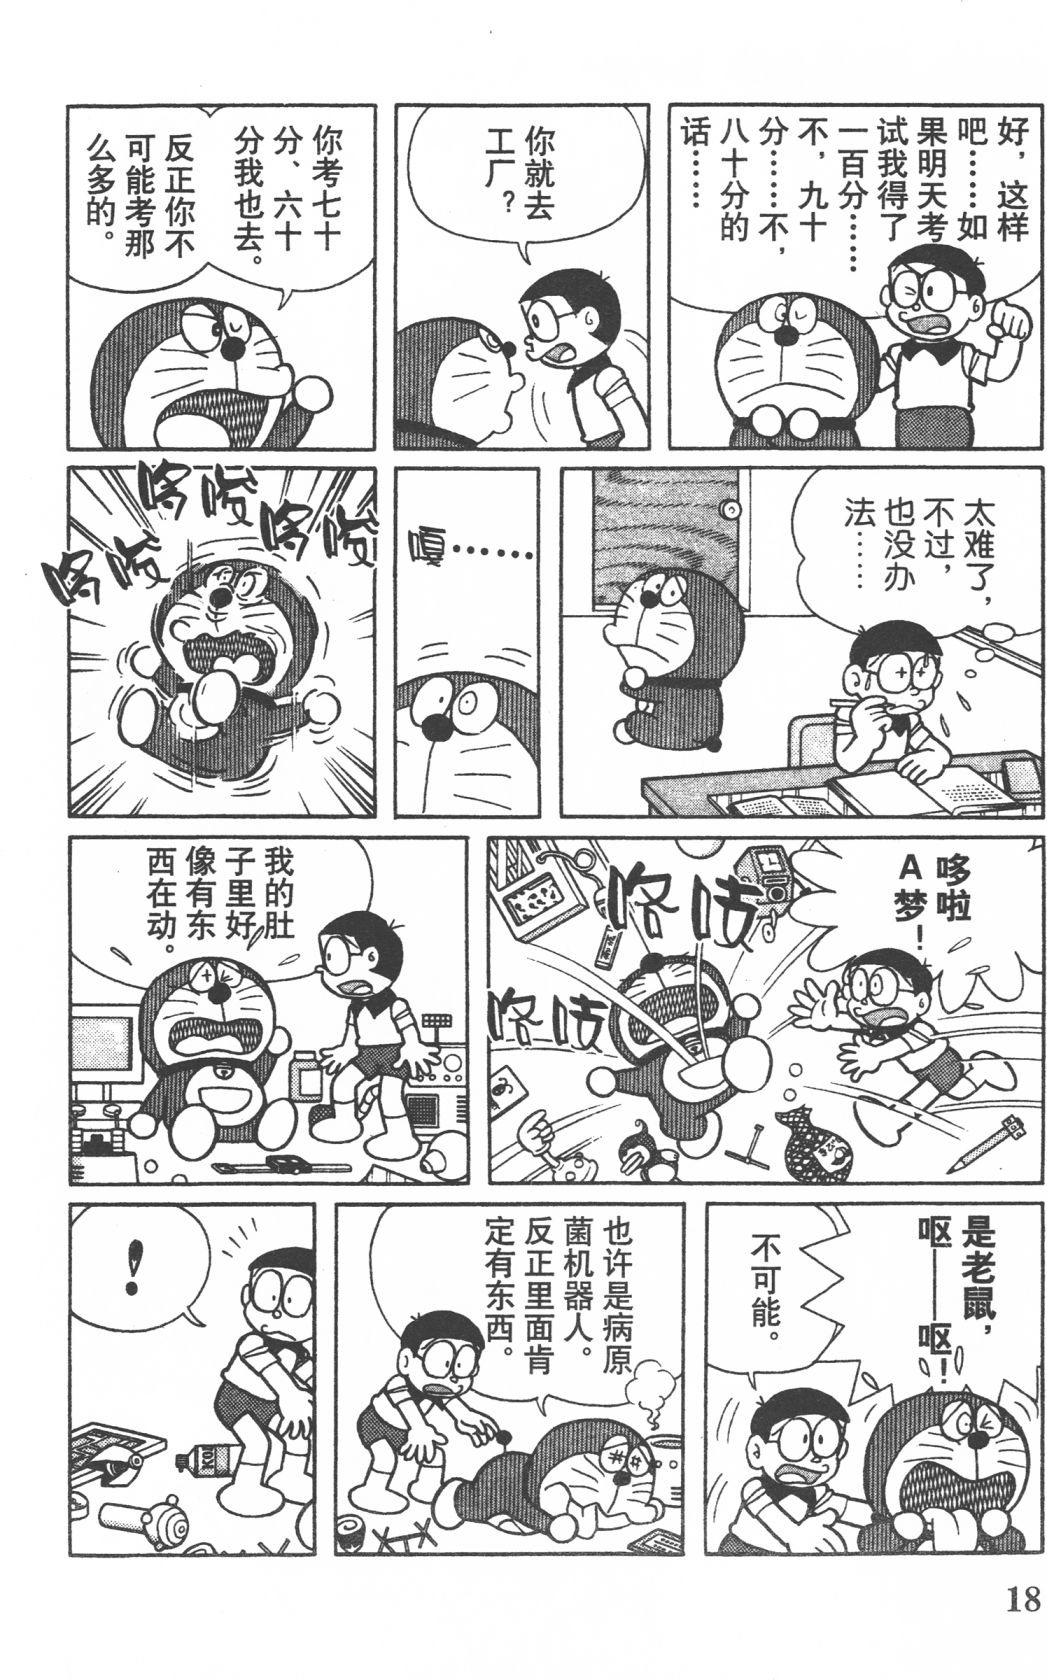 好，这样
吧……如
果明天考
试我得了
一百分……
不，九十
分……不，
八十分的
话……
你就去
工厂？
你考七十
分、六十
分我也去。
反正你不
可能考那
么多的。
太难了，
不过，
也没办
法……
嘎……
咚咚咚咚
咚咚
哆啦
A梦！
咯吱
咯吱
我的肚
子里好
像有东
西在动。
是老鼠，
呕——呕！
不可能。
也许是病原
菌机器人。
反正里面肯
定有东西。
！
18